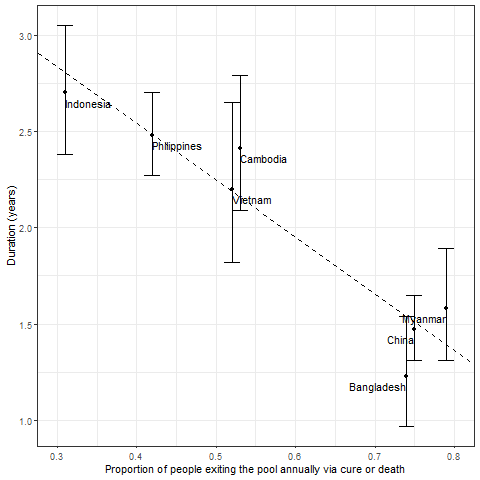 3.0
2.5
2.0
1.5
1.0
Duration (years)
Indonesia
Philippines
Cambodia
Vietnam
Myanmar
China
Bangladesh
0.3 0.4 0.5 0.6 0.7 0.8
Proportion of people exiting the pool annually via cure or death